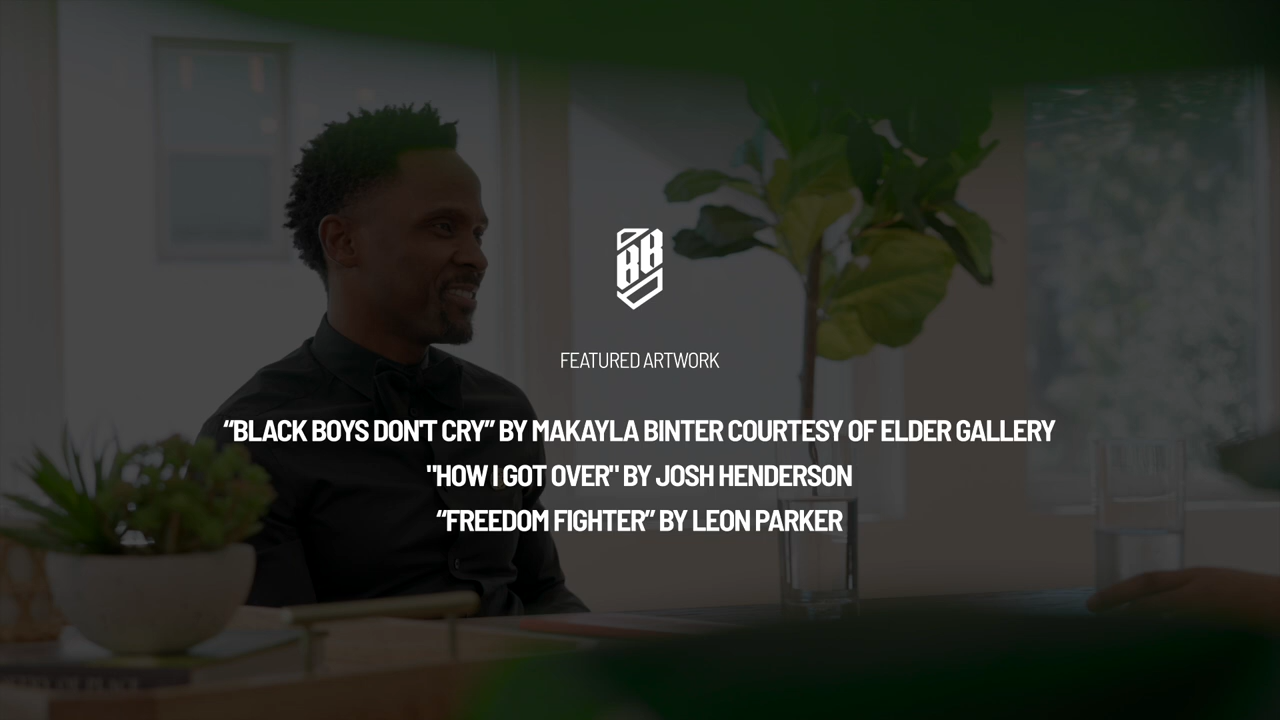 BB
FEATURED ARTWORK
“BLACK BOYS DON'T CRY” BY MAKAYLA BINTER COURTESY OF ELDER GALLERY
"HOW I GOT OVER" BY JOSH HENDERSON
“FREEDOM FIGHTER” BY LEON PARKER